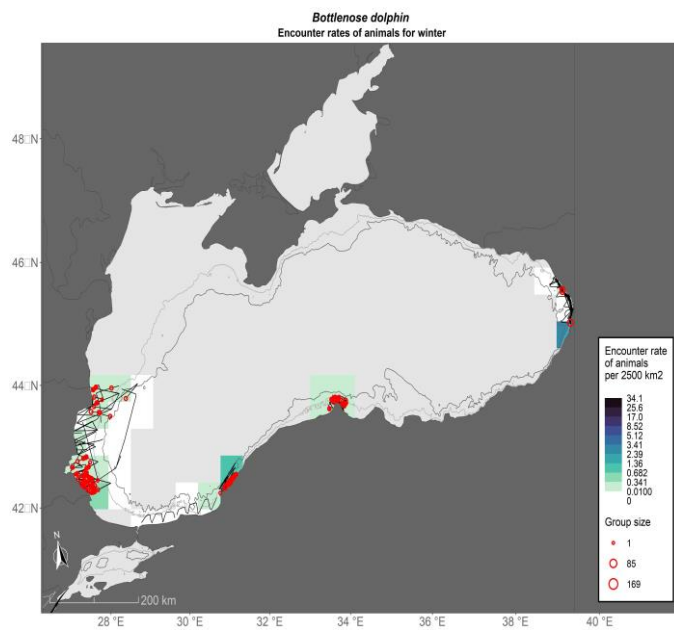 Bottlenose dolphin
Encounter rates of animals for winter
48□N
46□N
44□N
42□N
N
200 km
28 °E
30 °E
32 °E
34 °E
36 °E
38 °E
40 °E
Encounter rate
of animals
per 2500 km2
34.1
25.6
17.0
8.52
5.12
3.41
2.39
1.36
0.682
0.341
0.0100
0
Group size
1
85
169